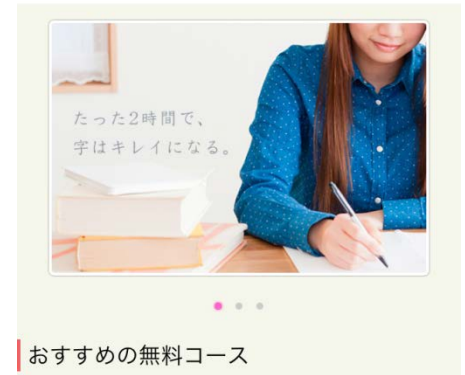 たった2時間で、
字はキレイになる。
おすすめの無料コース